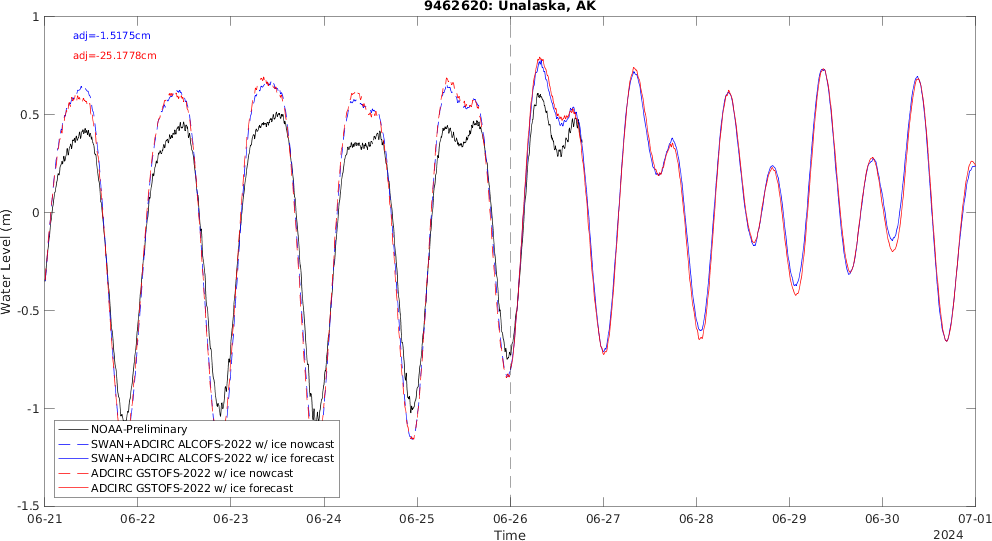 9462620: Unalaska, AK
adj=-1.5175cm
adj=-25.1778cm
1
0.5
0
-0.5
-1
-1.5
Water Level (m)
NOAA-Preliminary
SWAN+ADCIRC ALCOFS-2022 w/ ice nowcast
SWAN+ADCIRC ALCOFS-2022 w/ ice forecast
ADCIRC GSTOFS-2022 w/ ice nowcast
ADCIRC GSTOFS-2022 w/ ice forecast
06-21 06-22 06-23 06-24 06-25 06-26 06-27 06-28 06-29 06-30 07-01
Time
2024